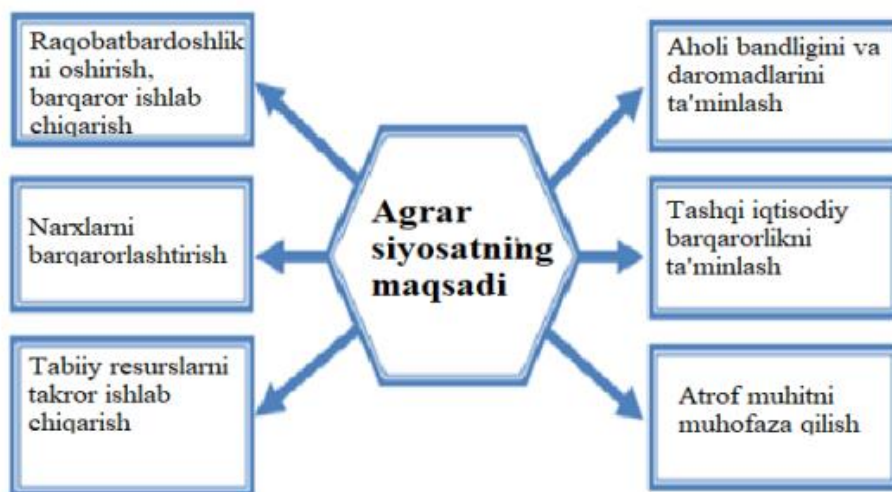 Raqobatbardoshlik
ni oshirish,
barqaror ishlab
chiqarish
Narxlarni
barqarorlashtirish
Tabiiy resurslarni
takror ishlab
chiqarish
Agrar
siyosatning
maqsadi
Aholi bandligini va
daromadlarini
ta'minlash
Tashqi iqtisodiy
barqarorlikni
ta'minlash
Atrof muhitni
muhofaza qilish